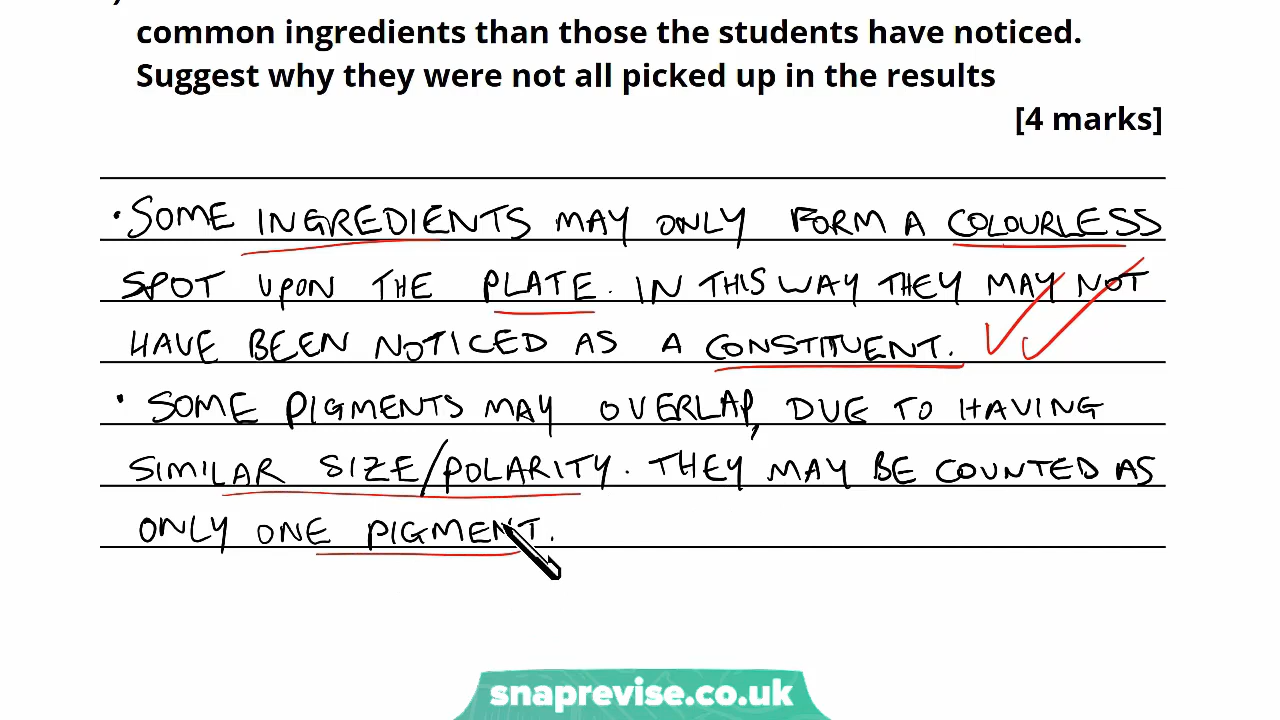 common ingredients than those the students have noticed.
Suggest why they were not all picked up in the results
[4 marks]
• SOME INGREDIENTS MAY ONLY FORM A COLOURLESS
SPOT UPON THE PLATE. IN THIS WAY THEY MAY NOT
HAVE BEEN NOTICED AS A CONSTITUENT.
• SOME PIGMENTS MAY OVERLAP, DUE TO HAVING
SIMILAR SIZE/POLARITY. THEY MAY BE COUNTED AS
ONLY ONE PIGMENT.
snaprevise.co.uk